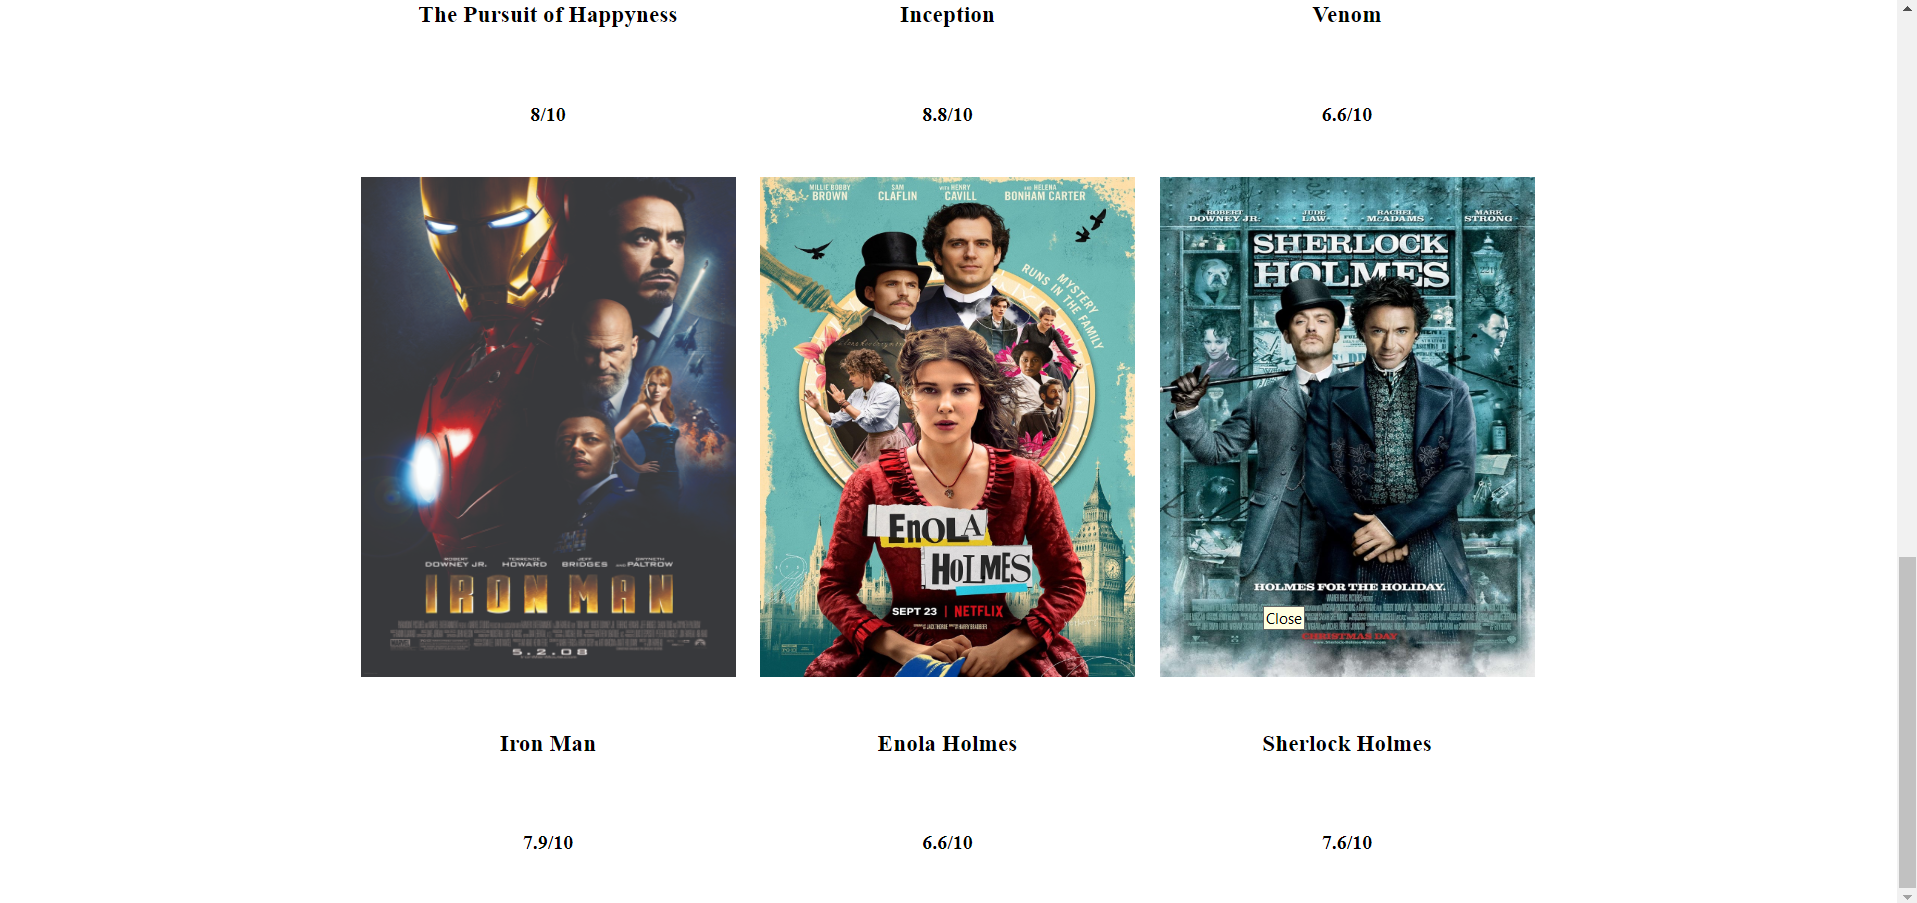 The Pursuit of Happyness
Inception
Venom
8/10
8.8/10
6.6/10
ROBERT DOWNEY JR.
TERRENCE HOWARD
JEFF BRIDGES
AND GWYNETH PALTROW
IRON MAN
5.2.08
MILLIE BOBBY BROWN
SAM CLAFLIN
WITH HENRY CAVILL
AND HELENA BONHAM CARTER
MYSTERY
RUNS IN THE FAMILY
ENOLA
HOLMES
SEPT 23 | NETFLIX
ROBERT DOWNEY JR.
JUDE LAW
RACHEL McADAMS
MARK STRONG
SHERLOCK
HOLMES
HOLMES FOR THE HOLIDAY.
Close
CHRISTMAS DAY
Iron Man
Enola Holmes
Sherlock Holmes
7.9/10
6.6/10
7.6/10